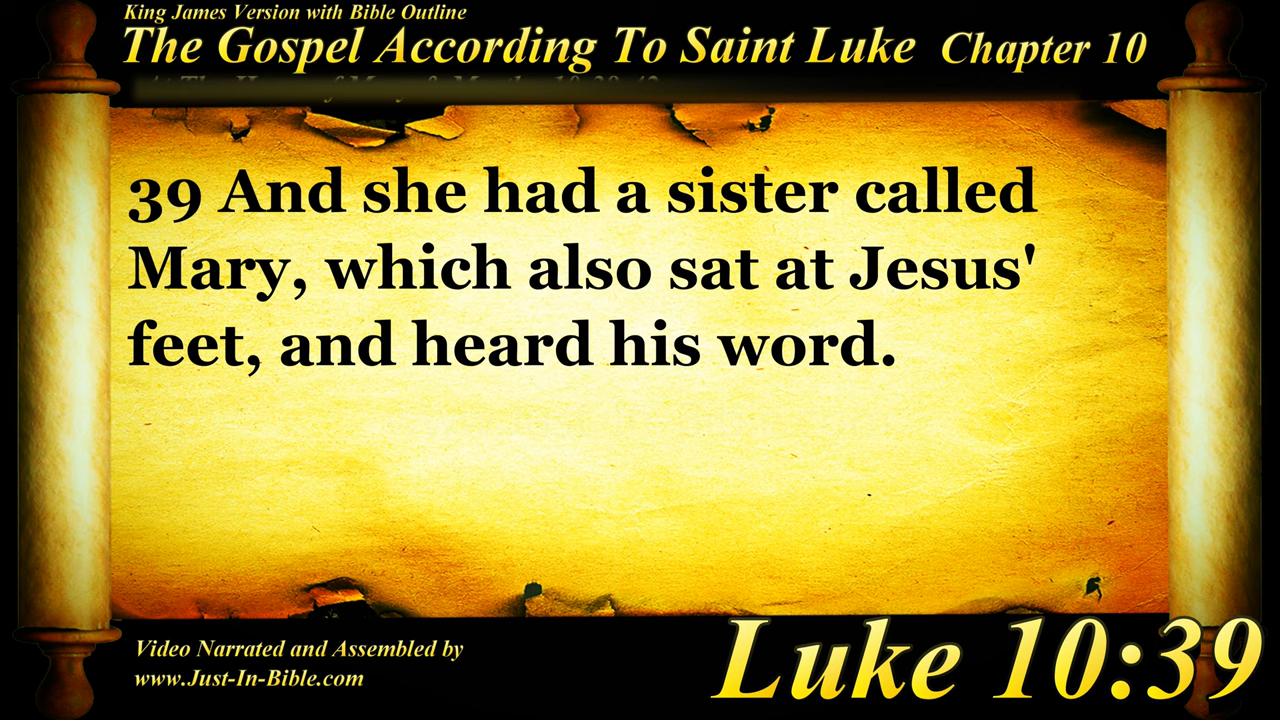 King James Version with Bible Outline
The Gospel According To Saint Luke Chapter 10
39 And she had a sister called
Mary, which also sat at Jesus'
feet, and heard his word.
Video Narrated and Assembled by
www.Just-In-Bible.com
Luke 10:39